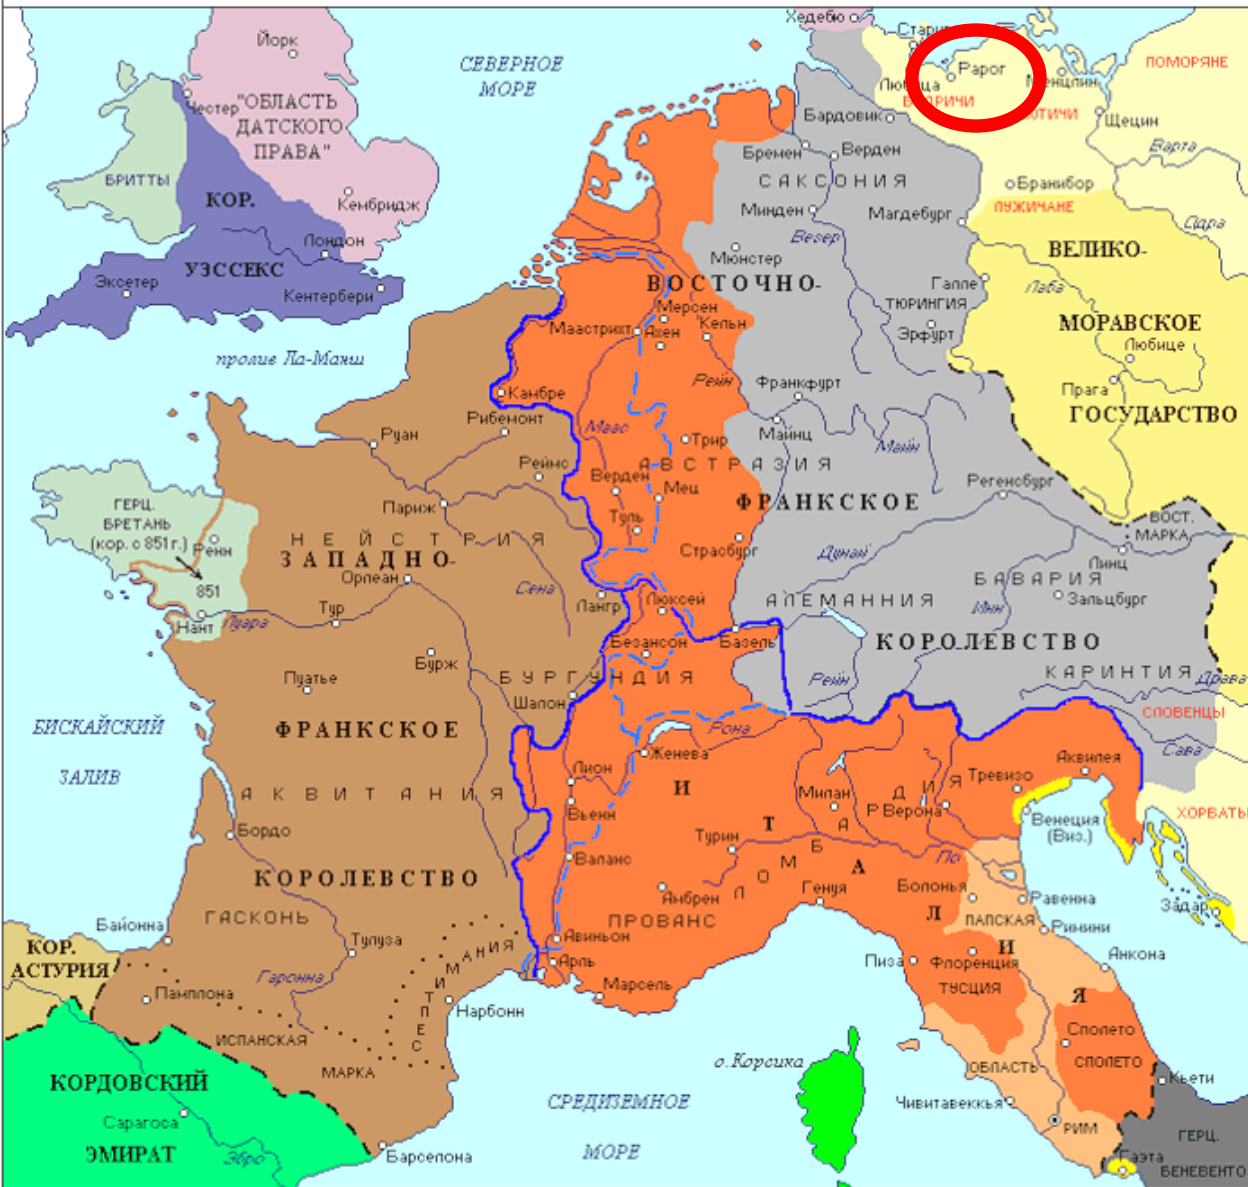 Хедебю
Йорк
СЕВЕРНОЕ
МОРЕ
Рарог
ПОМОРЯНЕ
Любица
Честер
"ОБЛАСТЬ
ДАТСКОГО
ПРАВА"
Бардовик
Щецин
Варта
Бремен
Верден
БРИТТЫ
КОР.
Кембридж
САКСОНИЯ
Бранибор
ЛУЖИЧАНЕ
Минден
Магдебург
Одра
Лондон
Везер
Мюнстер
ВЕЛИКО-
УЭССЕКС
Эксетер
Кентербери
ВОСТОЧНО-
Галле
ТЮРИНГИЯ
Лаба
Мерсен
Маастрихт
Ахен
Кельн
Эрфурт
МОРАВСКОЕ
Любице
пролив Ла-Манш
Рейн
Франкфурт
Прага
Камбре
ГОСУДАРСТВО
Рибемонт
Руан
Маас
Майнц
Майн
Трир
Реймс
Верден
АВСТРАЗИЯ
Мец
Регенсбург
Париж
ФРАНКСКОЕ
ГЕРЦ.
БРЕТАНЬ
(кор. с 851г.)
Ренн
Туль
Страсбург
ВОСТ.
МАРКА
НЕЙСТРИЯ
ЗАПАДНО-
Дунай
Линц
Орлеан
Сена
БАВАРИЯ
851
Лангр
Люксей
АЛЕМАННИЯ
Инн
Зальцбург
Нант
Луара
Тур
Безансон
Базель
КОРОЛЕВСТВО
Бурж
Пуатье
БУРГУНДИЯ
Рейн
КАРИНТИЯ
Драва
Шалон
БИСКАЙСКИЙ
ЗАЛИВ
ФРАНКСКОЕ
Рона
СЛОВЕНЦЫ
Сава
Женева
Аквилея
Лион
АКВИТАНИЯ
Тревизо
Милан
Верона
Вьенн
Венеция
(Виз.)
ХОРВАТЫ
Бордо
Турин
ИТАЛИЯ
ЛОМБАРДИЯ
По
Валанс
КОРОЛЕВСТВО
Амбрен
Генуя
Болонья
ГАСКОНЬ
ПРОВАНС
ПАПСКАЯ
Равенна
Задар
Байонна
Римини
Тулуза
Авиньон
КОР.
АСТУРИЯ
Арль
Пиза
Флоренция
Анкона
Гаронна
Марсель
ТУСЦИЯ
Памплона
Нарбонн
СЕПТИМАНИЯ
ИСПАНСКАЯ
МАРКА
Сполето
СПОЛЕТО
о.Корсика
ОБЛАСТЬ
КОРДОВСКИЙ
Сарагоса
ЭМИРАТ
Эбро
СРЕДИЗЕМНОЕ
МОРЕ
Чивитавеккья
Кьети
РИМ
ГЕРЦ.
БЕНЕВЕНТО
Барселона
Гаэта